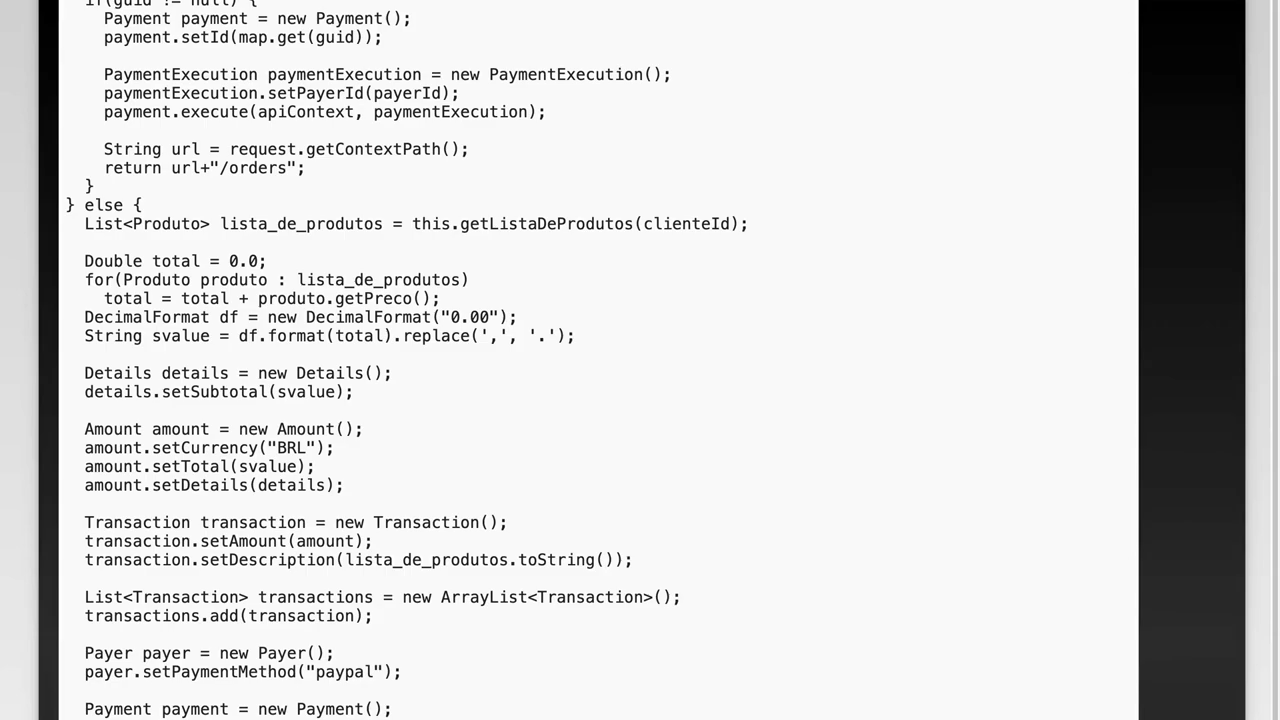 if(guid != null) {
Payment payment = new Payment();
payment.setId(map.get(guid));
PaymentExecution paymentExecution = new PaymentExecution();
paymentExecution.setPayerId(payerId);
payment.execute(apiContext, paymentExecution);
String url = request.getContextPath();
return url+"/orders";
}
} else {
List<Produto> lista_de_produtos = this.getListaDeProdutos(clienteId);
Double total = 0.0;
for(Produto produto : lista_de_produtos)
total = total + produto.getPreco();
DecimalFormat df = new DecimalFormat("0.00");
String svalue = df.format(total).replace(',', '.');
Details details = new Details();
details.setSubtotal(svalue);
Amount amount = new Amount();
amount.setCurrency("BRL");
amount.setTotal(svalue);
amount.setDetails(details);
Transaction transaction = new Transaction();
transaction.setAmount(amount);
transaction.setDescription(lista_de_produtos.toString());
List<Transaction> transactions = new ArrayList<Transaction>();
transactions.add(transaction);
Payer payer = new Payer();
payer.setPaymentMethod("paypal");
Payment payment = new Payment();